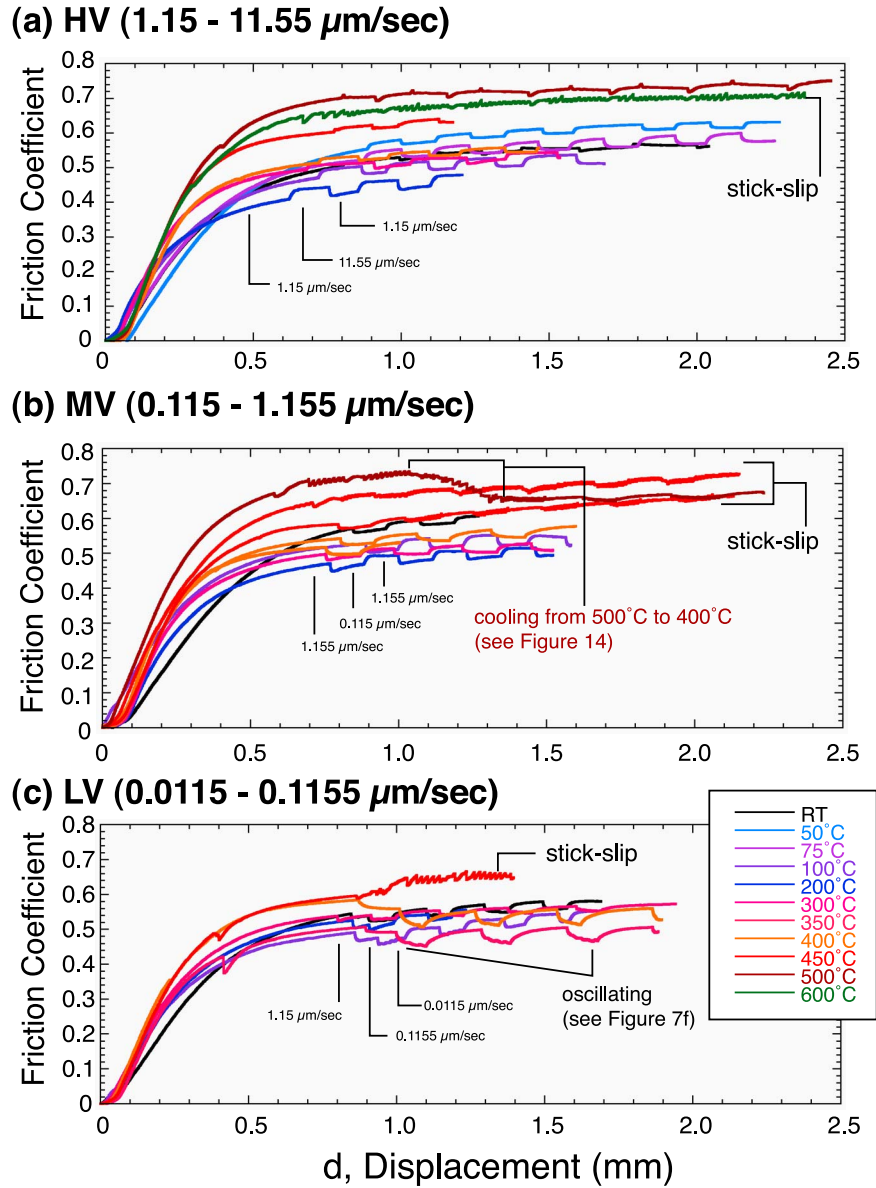 (a) HV (1.15 - 11.55 µm/sec)
0.8
0.7
0.6
0.5
0.4
0.3
0.2
0.1
0
Friction Coefficient
stick-slip
1.15 µm/sec
11.55 µm/sec
1.15 µm/sec
0 0.5 1.0 1.5 2.0 2.5
(b) MV (0.115 - 1.155 µm/sec)
0.8
0.7
0.6
0.5
0.4
0.3
0.2
0.1
0
Friction Coefficient
stick-slip
1.155 µm/sec
0.115 µm/sec
1.155 µm/sec
cooling from 500˚C to 400˚C
(see Figure 14)
0 0.5 1.0 1.5 2.0 2.5
(c) LV (0.0115 - 0.1155 µm/sec)
0.8
0.7
0.6
0.5
0.4
0.3
0.2
0.1
0
Friction Coefficient
stick-slip
0.0115 µm/sec
1.15 µm/sec
0.1155 µm/sec
oscillating
(see Figure 7f)
RT
50˚C
75˚C
100˚C
200˚C
300˚C
350˚C
400˚C
450˚C
500˚C
600˚C
0 0.5 1.0 1.5 2.0 2.5
d, Displacement (mm)